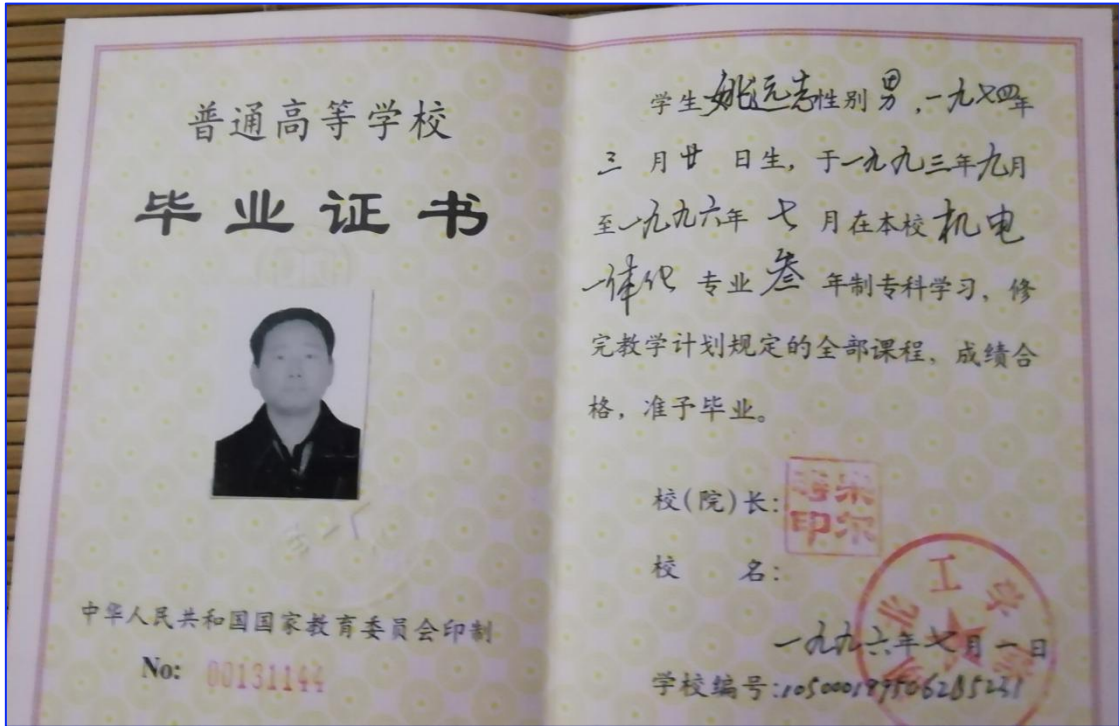 普通高等学校
毕业证书
中华人民共和国国家教育委员会印制
No: 00131144
学生姚远志性别男,一九七四年
三月廿日生,于一九九三年九月
至一九九六年七月在本校机电
一体化专业叁年制专科学习,修
完教学计划规定的全部课程,成绩合
格,准予毕业。
校(院)长:
校名:
北工学
一九九六年七月一日
学校编号: